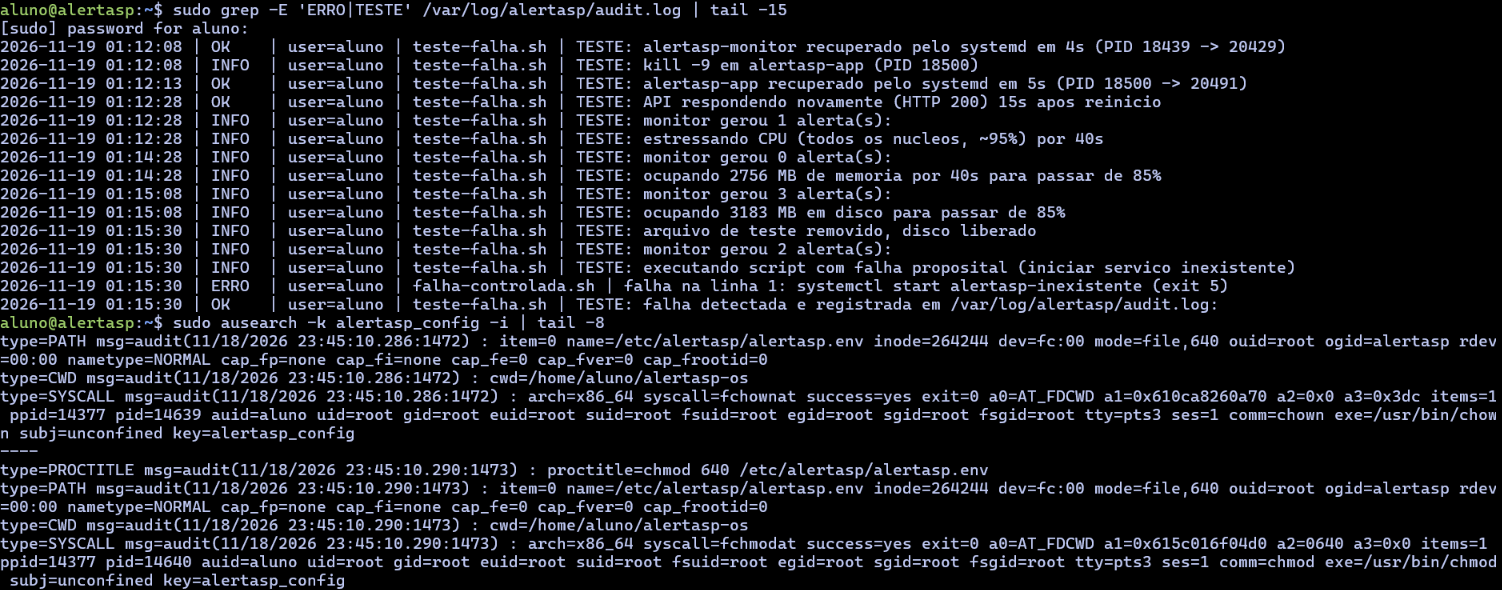 aluno@alertasp:~$ sudo grep -E 'ERRO|TESTE' /var/log/alertasp/audit.log | tail -15
[sudo] password for aluno:
2026-11-19 01:12:08 | OK    | user=aluno | teste-falha.sh | TESTE: alertasp-monitor recuperado pelo systemd em 4s (PID 18439 -> 20429)
2026-11-19 01:12:08 | INFO  | user=aluno | teste-falha.sh | TESTE: kill -9 em alertasp-app (PID 18500)
2026-11-19 01:12:13 | OK    | user=aluno | teste-falha.sh | TESTE: alertasp-app recuperado pelo systemd em 5s (PID 18500 -> 20491)
2026-11-19 01:12:28 | OK    | user=aluno | teste-falha.sh | TESTE: API respondendo novamente (HTTP 200) 15s apos reinicio
2026-11-19 01:12:28 | INFO  | user=aluno | teste-falha.sh | TESTE: monitor gerou 1 alerta(s):
2026-11-19 01:12:28 | INFO  | user=aluno | teste-falha.sh | TESTE: estressando CPU (todos os nucleos, ~95%) por 40s
2026-11-19 01:14:28 | INFO  | user=aluno | teste-falha.sh | TESTE: monitor gerou 0 alerta(s):
2026-11-19 01:14:28 | INFO  | user=aluno | teste-falha.sh | TESTE: ocupando 2756 MB de memoria por 40s para passar de 85%
2026-11-19 01:15:08 | INFO  | user=aluno | teste-falha.sh | TESTE: monitor gerou 3 alerta(s):
2026-11-19 01:15:08 | INFO  | user=aluno | teste-falha.sh | TESTE: ocupando 3183 MB em disco para passar de 85%
2026-11-19 01:15:30 | INFO  | user=aluno | teste-falha.sh | TESTE: arquivo de teste removido, disco liberado
2026-11-19 01:15:30 | INFO  | user=aluno | teste-falha.sh | TESTE: monitor gerou 2 alerta(s):
2026-11-19 01:15:30 | INFO  | user=aluno | teste-falha.sh | TESTE: executando script com falha proposital (iniciar servico inexistente)
2026-11-19 01:15:30 | ERRO  | user=aluno | falha-controlada.sh | falha na linha 1: systemctl start alertasp-inexistente (exit 5)
2026-11-19 01:15:30 | OK    | user=aluno | teste-falha.sh | TESTE: falha detectada e registrada em /var/log/alertasp/audit.log:
aluno@alertasp:~$ sudo ausearch -k alertasp_config -i | tail -8
type=PATH msg=audit(11/18/2026 23:45:10.286:1472) : item=0 name=/etc/alertasp/alertasp.env inode=264244 dev=fc:00 mode=file,640 ouid=root ogid=alertasp rdev
=00:00 nametype=NORMAL cap_fp=none cap_fi=none cap_fe=0 cap_fver=0 cap_frootid=0
type=CWD msg=audit(11/18/2026 23:45:10.286:1472) : cwd=/home/aluno/alertasp-os
type=SYSCALL msg=audit(11/18/2026 23:45:10.286:1472) : arch=x86_64 syscall=fchownat success=yes exit=0 a0=AT_FDCWD a1=0x610ca8260a70 a2=0x0 a3=0x3dc items=1
 ppid=14377 pid=14639 auid=aluno uid=root gid=root euid=root suid=root fsuid=root egid=root sgid=root fsgid=root tty=pts3 ses=1 comm=chown exe=/usr/bin/chow
n subj=unconfined key=alertasp_config
----
type=PROCTITLE msg=audit(11/18/2026 23:45:10.290:1473) : proctitle=chmod 640 /etc/alertasp/alertasp.env
type=PATH msg=audit(11/18/2026 23:45:10.290:1473) : item=0 name=/etc/alertasp/alertasp.env inode=264244 dev=fc:00 mode=file,640 ouid=root ogid=alertasp rdev
=00:00 nametype=NORMAL cap_fp=none cap_fi=none cap_fe=0 cap_fver=0 cap_frootid=0
type=CWD msg=audit(11/18/2026 23:45:10.290:1473) : cwd=/home/aluno/alertasp-os
type=SYSCALL msg=audit(11/18/2026 23:45:10.290:1473) : arch=x86_64 syscall=fchmodat success=yes exit=0 a0=AT_FDCWD a1=0x615c016f04d0 a2=0640 a3=0x0 items=1
ppid=14377 pid=14640 auid=aluno uid=root gid=root euid=root suid=root fsuid=root egid=root sgid=root fsgid=root tty=pts3 ses=1 comm=chmod exe=/usr/bin/chmod
 subj=unconfined key=alertasp_config